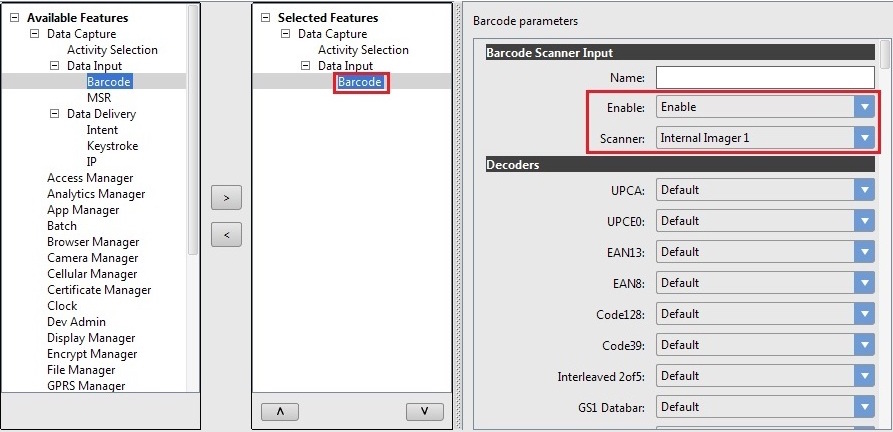 Available Features
Data Capture
Activity Selection
Data Input
Barcode
MSR
Data Delivery
Intent
Keystroke
IP
Access Manager
Analytics Manager
App Manager
Batch
Browser Manager
Camera Manager
Cellular Manager
Certificate Manager
Clock
Dev Admin
Display Manager
Encrypt Manager
File Manager
GPRS Manager
>
<
Selected Features
Data Capture
Activity Selection
Data Input
Barcode
Barcode parameters
Barcode Scanner Input
Name:
Enable: Enable
Scanner: Internal Imager 1
Decoders
UPCA: Default
UPCE0: Default
EAN13: Default
EAN8: Default
Code128: Default
Code39: Default
Interleaved 2of5: Default
GS1 Databar: Default